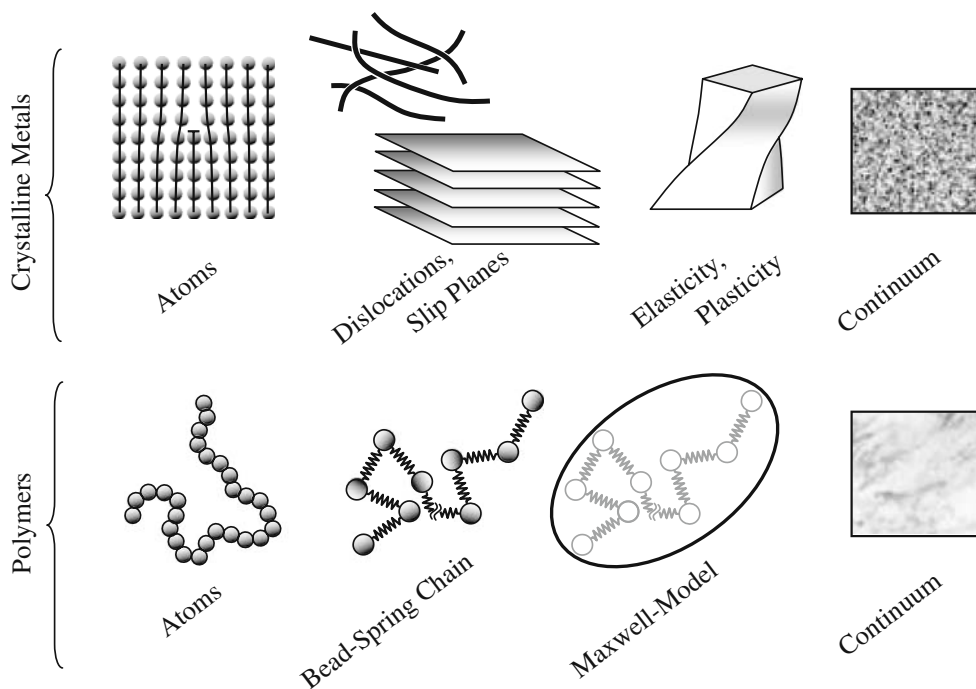 Crystalline Metals
Atoms
Dislocations,
Slip Planes
Elasticity,
Plasticity
Continuum
Polymers
Atoms
Bead-Spring Chain
Maxwell-Model
Continuum